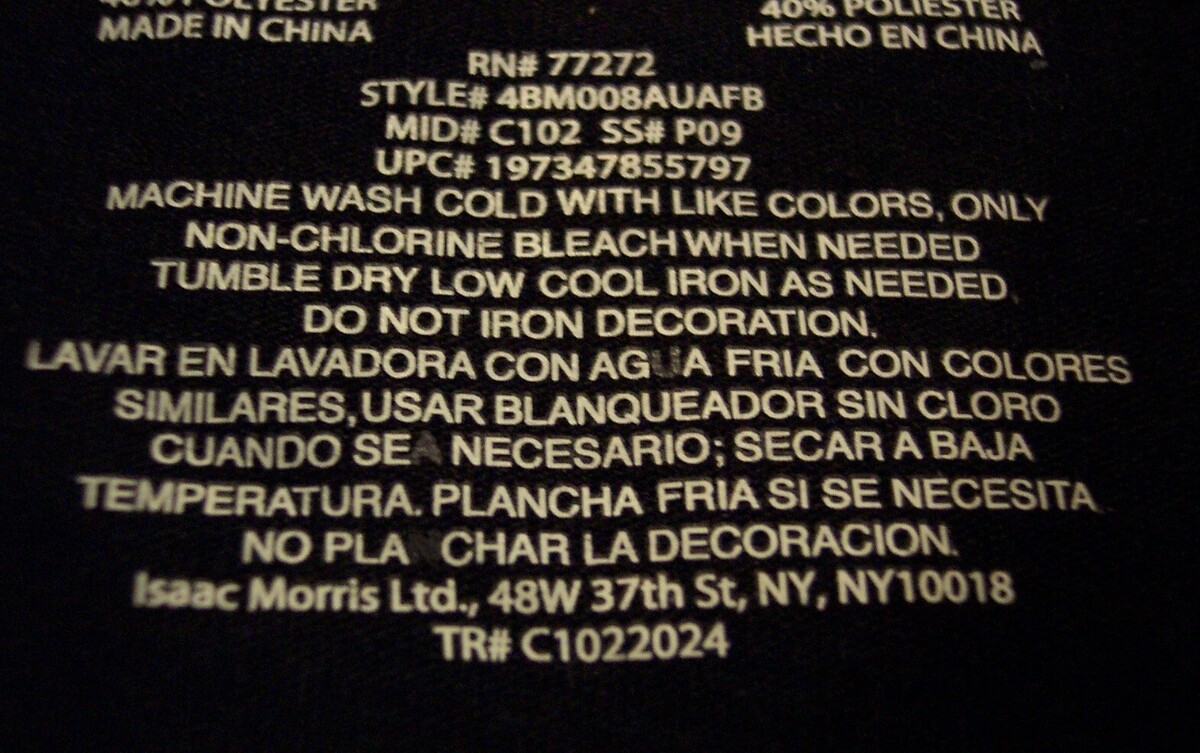 40% POLYESTER
MADE IN CHINA
40% POLIESTER
HECHO EN CHINA
RN# 77272
STYLE# 4BM008AUAFB
MID# C102 SS# P09
UPC# 197347855797
MACHINE WASH COLD WITH LIKE COLORS, ONLY
NON-CHLORINE BLEACH WHEN NEEDED
TUMBLE DRY LOW COOL IRON AS NEEDED.
DO NOT IRON DECORATION.
LAVAR EN LAVADORA CON AGUA FRIA CON COLORES
SIMILARES,USAR BLANQUEADOR SIN CLORO
CUANDO SEA NECESARIO; SECAR A BAJA
TEMPERATURA. PLANCHA FRIA SI SE NECESITA.
NO PLANCHAR LA DECORACION.
Isaac Morris Ltd., 48W 37th St, NY, NY10018
TR# C1022024